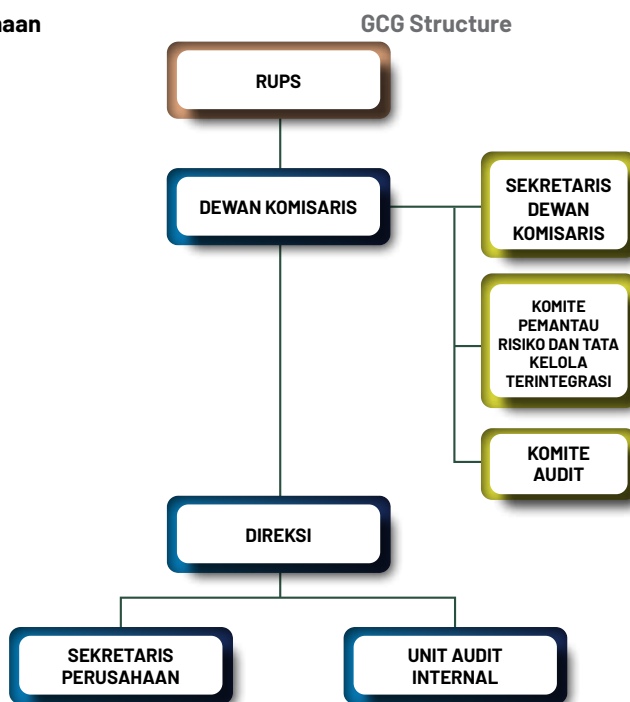 GCG Structure
RUPS
DEWAN KOMISARIS
SEKRETARIS
DEWAN
KOMISARIS
KOMITE
PEMANTAU
RISIKO DAN TATA
KELOLA
TERINTEGRASI
KOMITE
AUDIT
DIREKSI
SEKRETARIS
PERUSAHAAN
UNIT AUDIT
INTERNAL